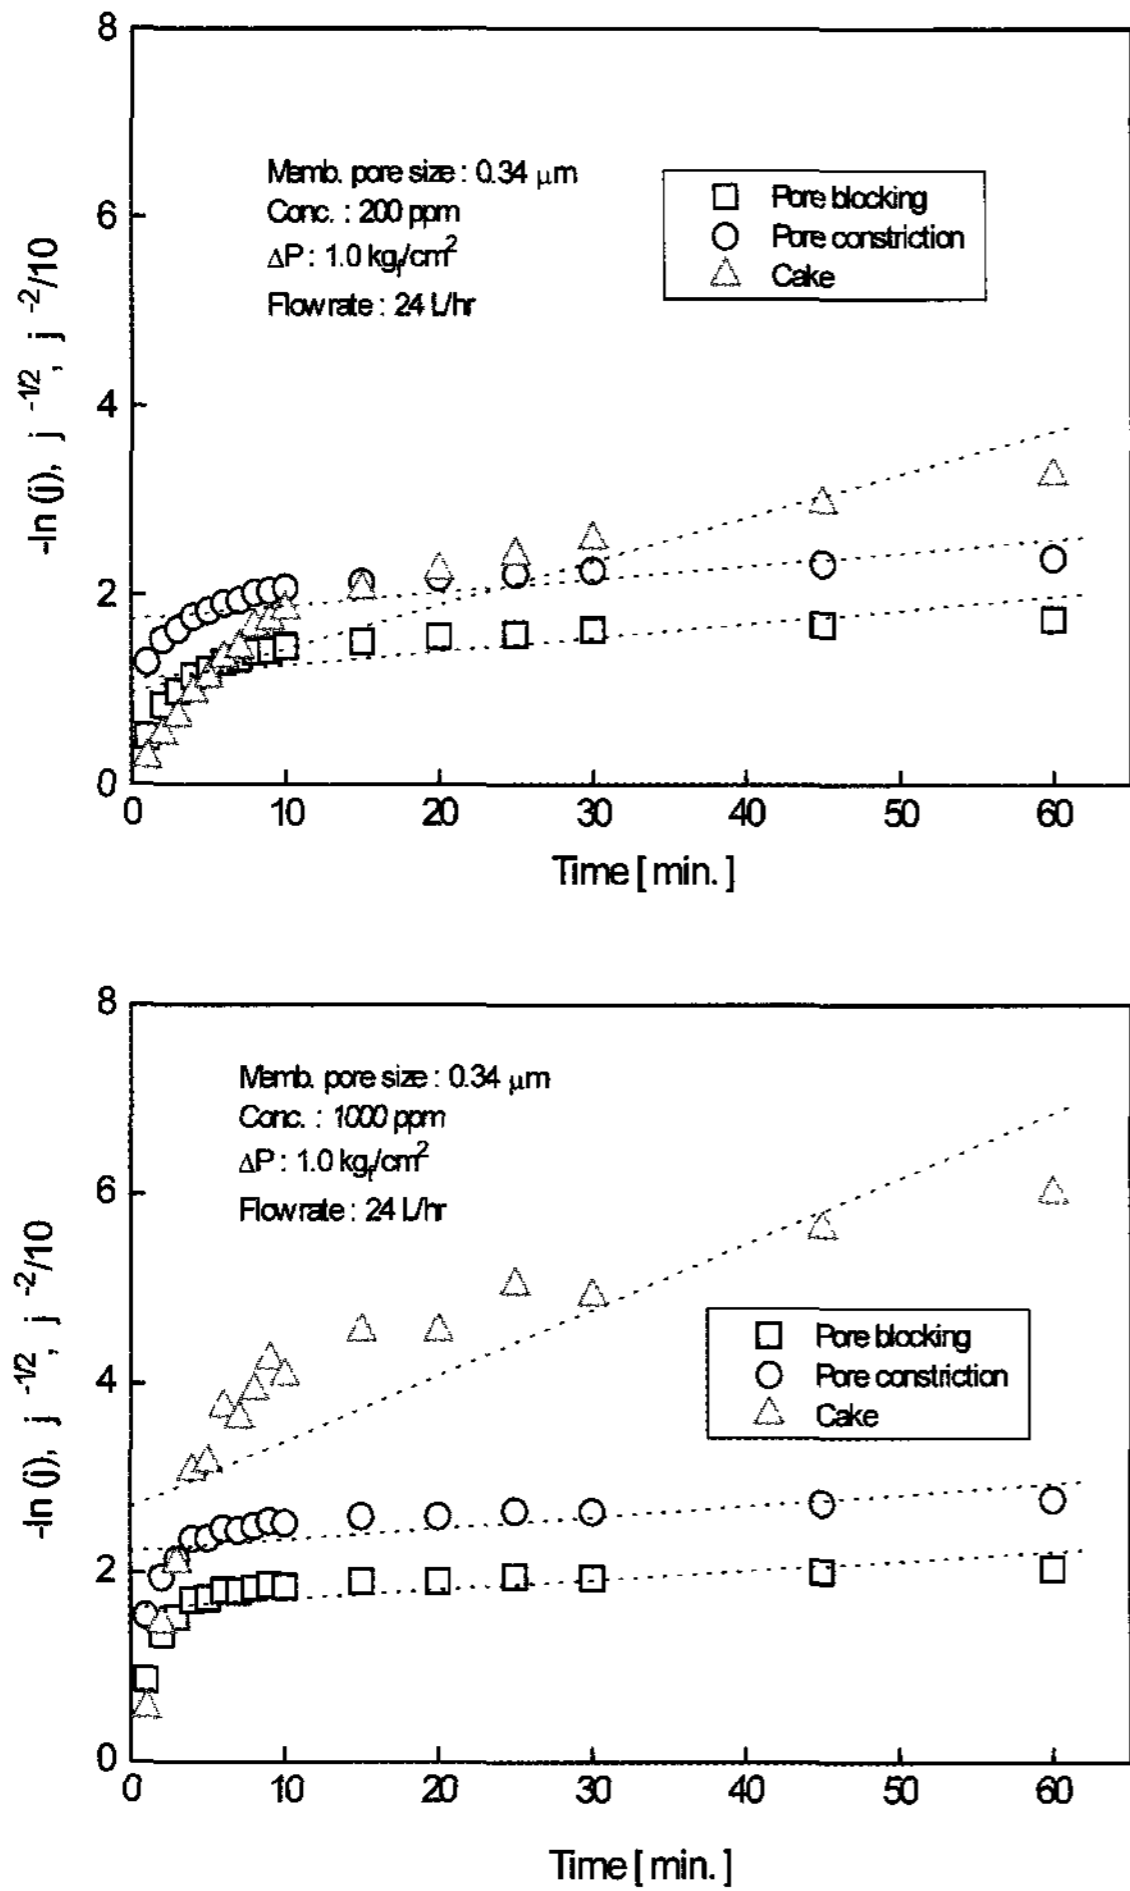 8
6
4
2
0
-ln (j), j -1/2, j -2/10
Memb. pore size : 0.34 μm
Conc. : 200 ppm
ΔP : 1.0 kgf/cm2
Flow rate : 24 L/hr
Pore blocking
Pore constriction
Cake
0 10 20 30 40 50 60
Time [ min. ]
8
6
4
2
0
-ln (j), j -1/2, j -2/10
Memb. pore size : 0.34 μm
Conc. : 1000 ppm
ΔP : 1.0 kgf/cm2
Flow rate : 24 L/hr
Pore blocking
Pore constriction
Cake
0 10 20 30 40 50 60
Time [ min. ]